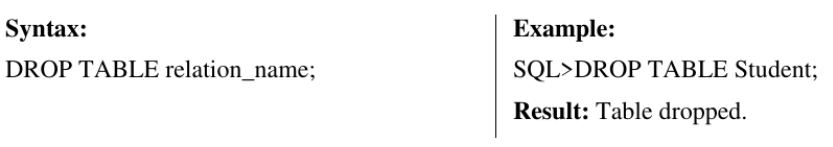 Syntax:
DROP TABLE relation_name;
Example:
SQL>DROP TABLE Student;
Result: Table dropped.